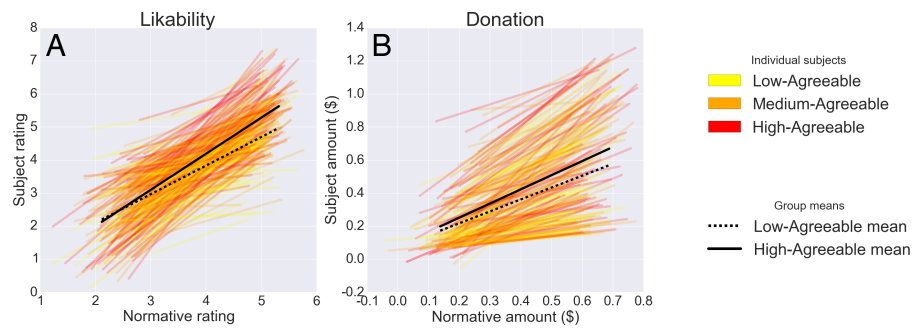 Likability
Donation
A
B
8
7
6
5
4
3
2
1
0
Subject rating
1 2 3 4 5 6
Normative rating
1.4
1.2
1.0
0.8
0.6
0.4
0.2
0.0
-0.2
Subject amount ($)
-0.1 0.0 0.1 0.2 0.3 0.4 0.5 0.6 0.7 0.8
Normative amount ($)
Individual subjects
Low-Agreeable
Medium-Agreeable
High-Agreeable
Group means
Low-Agreeable mean
High-Agreeable mean